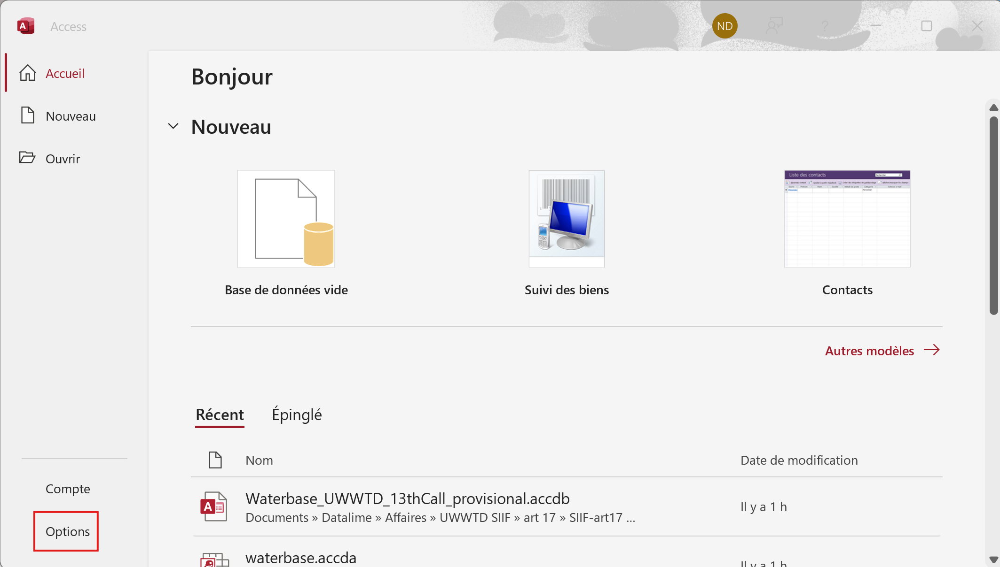 Access
ND
Accueil
Nouveau
Ouvrir
Compte
Options
Bonjour
Nouveau
Liste des contacts
Base de données vide
Suivi des biens
Contacts
Autres modèles
Récent
Épinglé
Nom
Date de modification
Waterbase_UWWTD_13thCall_provisional.accdb
Il y a 1 h
Documents » Datalime » Affaires » UWWTD SIIF » art 17 » SIIF-art17 ...
waterbase.accda
Il y a 1 h